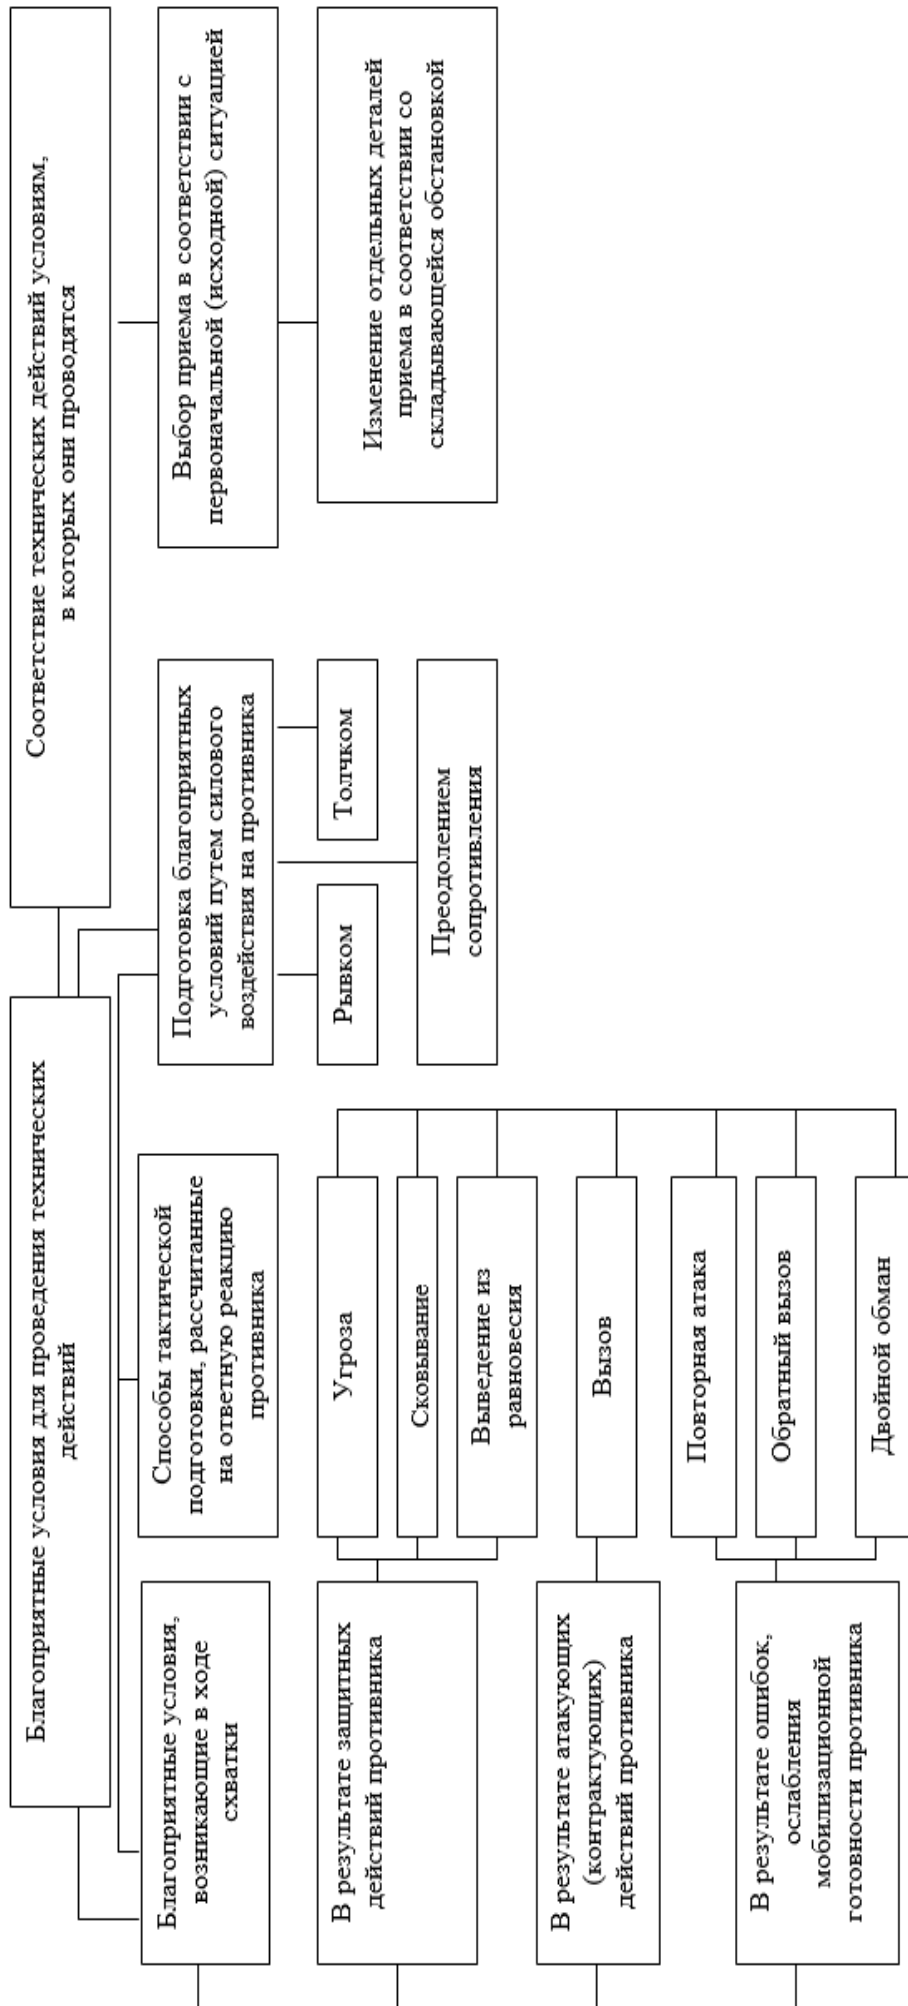 Благоприятные условия для проведения технических
действий
Соответствие технических действий условиям,
в которых они проводятся
Благоприятные условия,
возникающие в ходе
схватки
Способы тактической
подготовки, рассчитанные
на ответную реакцию
противника
Подготовка благоприятных
условий путем силового
воздействия на противника
Выбор приема в соответствии с
первоначальной (исходной) ситуацией
В результате защитных
действий противника
Угроза
Сковывание
Выведение из
равновесия
Рывком
Толчком
Преодолением
сопротивления
Изменение отдельных деталей
приема в соответствии со
складывающейся обстановкой
В результате атакующих
(контрактующих)
действий противника
Вызов
В результате ошибок,
ослабления
мобилизационной
готовности противника
Повторная атака
Обратный вызов
Двойной обман